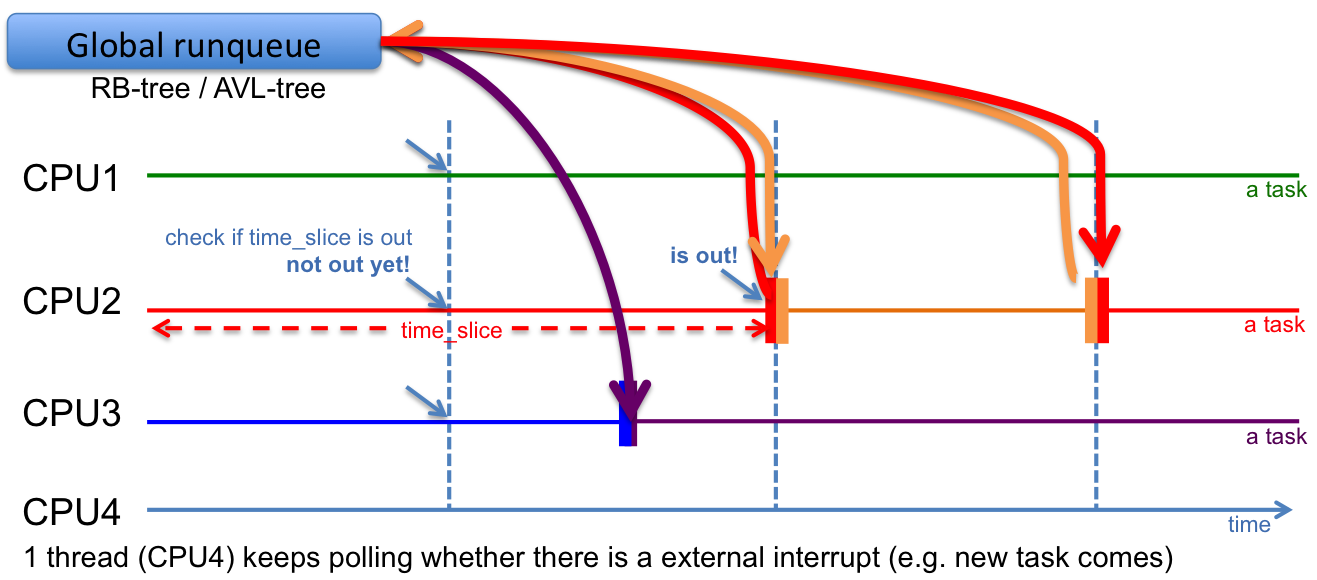 Global runqueue
RB-tree / AVL-tree
CPU1
a task
check if time_slice is out
not out yet!
is out!
CPU2
time_slice
a task
CPU3
a task
CPU4
time
1 thread (CPU4) keeps polling whether there is a external interrupt (e.g. new task comes)